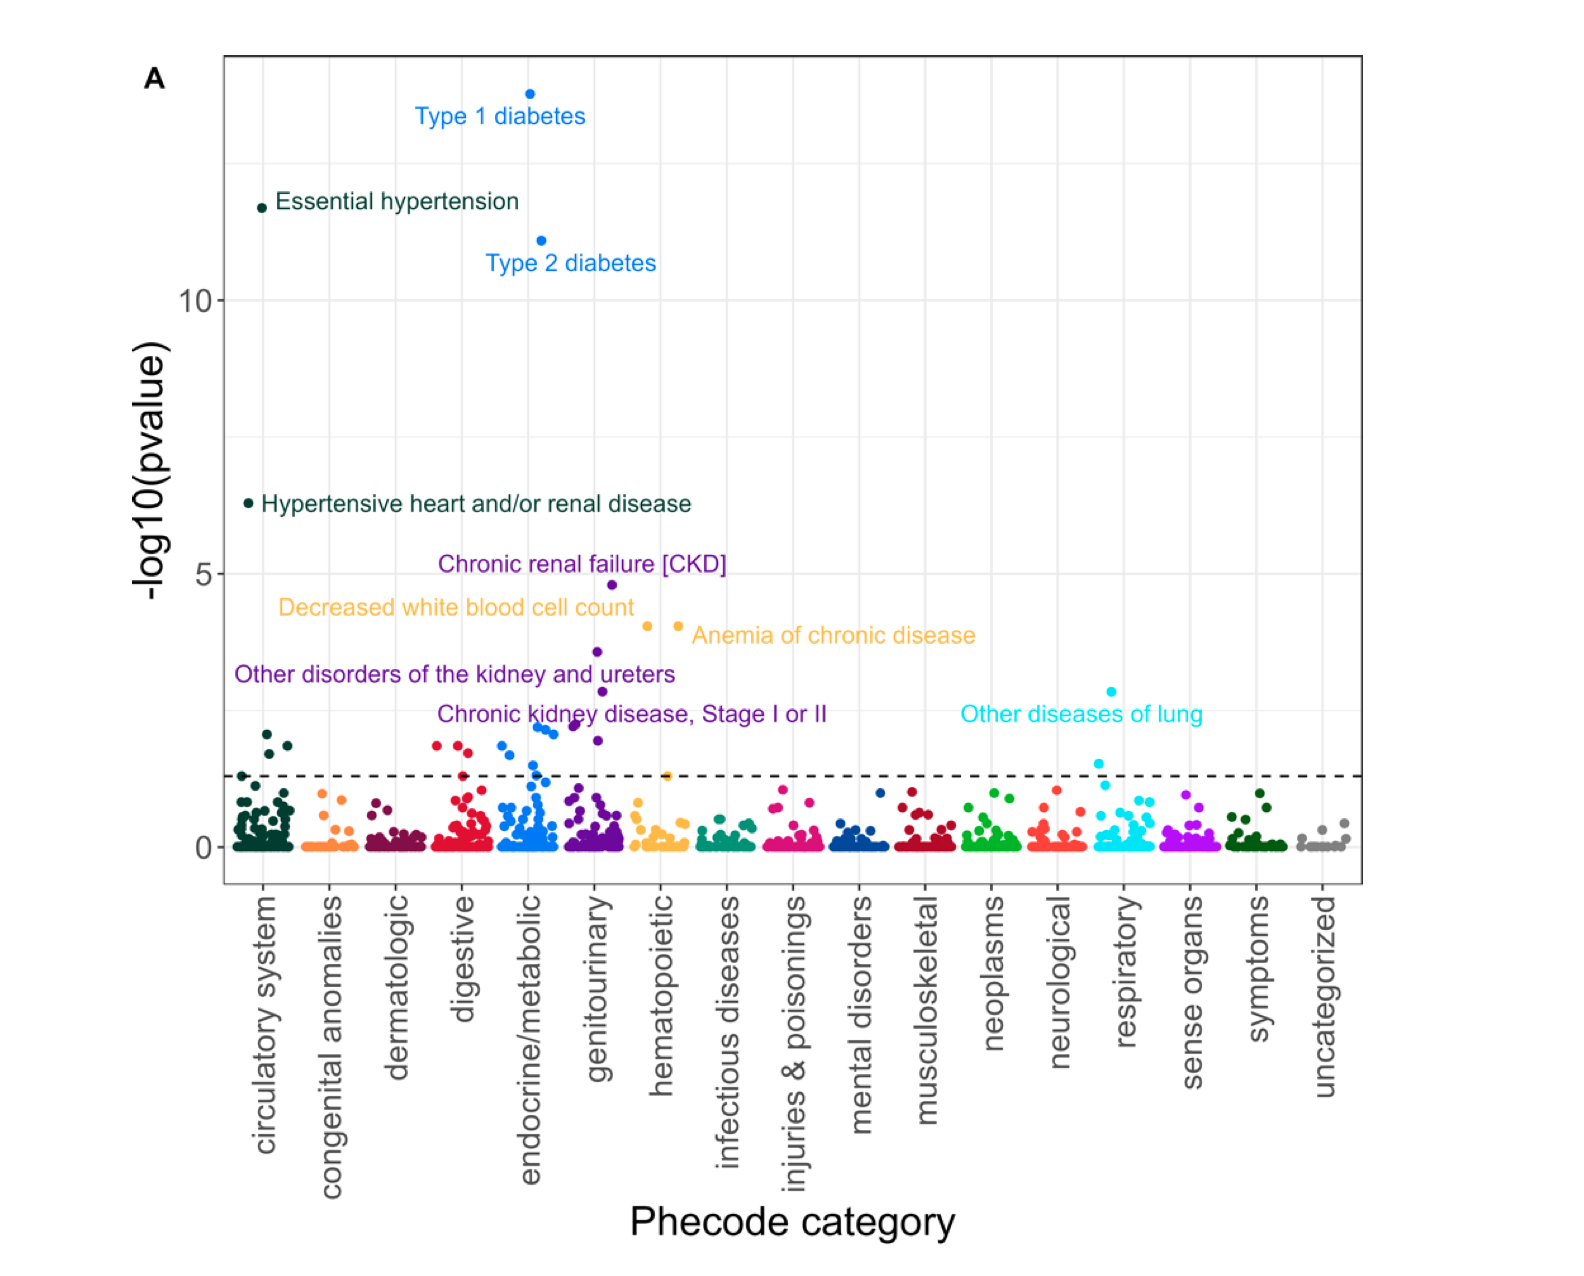 A
Type 1 diabetes
Essential hypertension
Type 2 diabetes
10
-log10(pvalue)
Hypertensive heart and/or renal disease
Chronic renal failure [CKD]
5
Decreased white blood cell count
Anemia of chronic disease
Other disorders of the kidney and ureters
Chronic kidney disease, Stage I or II
Other diseases of lung
0
circulatory system
congenital anomalies
dermatologic
digestive
endocrine/metabolic
genitourinary
hematopoietic
infectious diseases
injuries & poisonings
mental disorders
musculoskeletal
neoplasms
neurological
respiratory
sense organs
symptoms
uncategorized
Phecode category